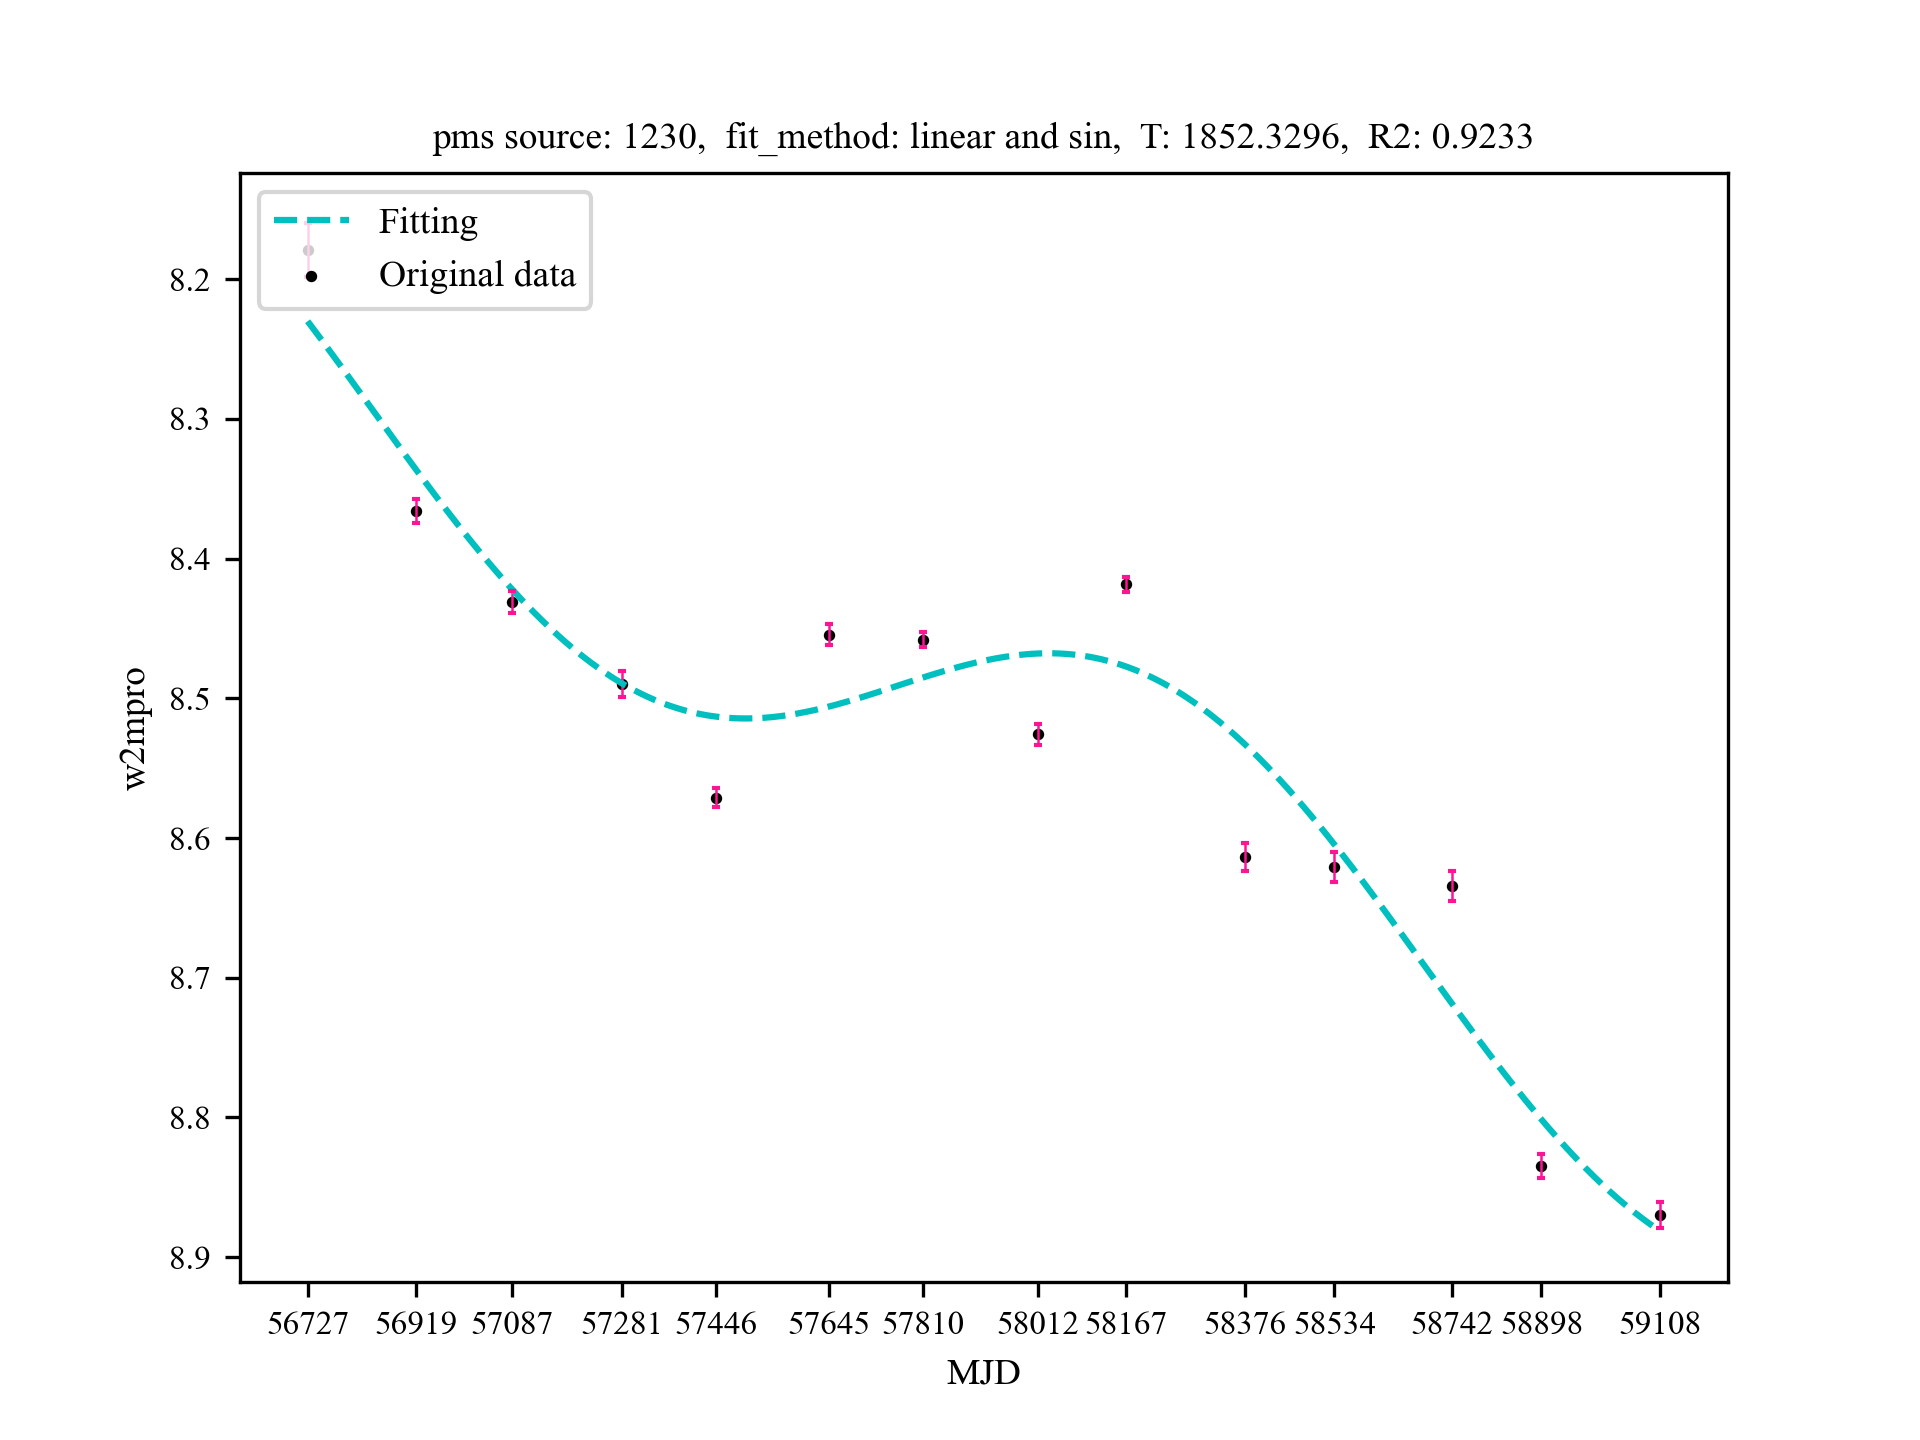 pms source: 1230,  fit_method: linear and sin,  T: 1852.3296,  R2: 0.9233
Fitting
Original data
8.2
8.3
8.4
8.5
8.6
8.7
8.8
8.9
w2mpro
56727 56919 57087 57281 57446 57645 57810 58012 58167 58376 58534 58742 58898 59108
MJD